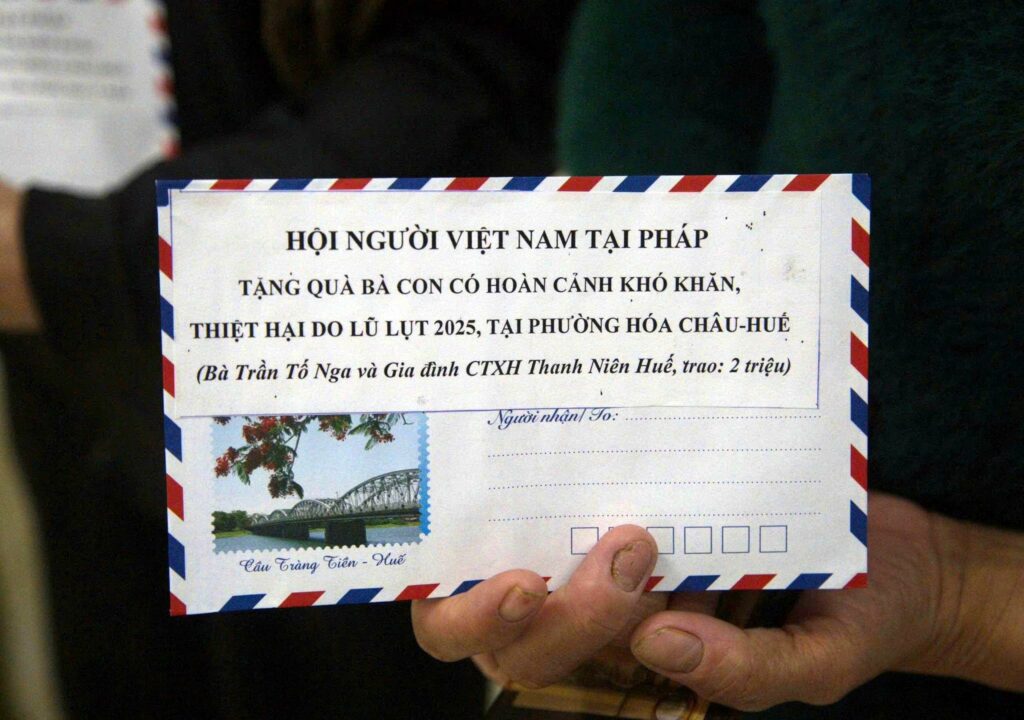 HỘI NGƯỜI VIỆT NAM TẠI PHÁP
TẶNG QUÀ BÀ CON CÓ HOÀN CẢNH KHÓ KHĂN,
THIỆT HẠI DO LŨ LỤT 2025, TẠI PHƯỜNG HÓA CHÂU-HUẾ
(Bà Trần Tố Nga và Gia đình CTXH Thanh Niên Huế, trao: 2 triệu)
Người nhận/ To:
Cầu Tràng Tiền - Huế